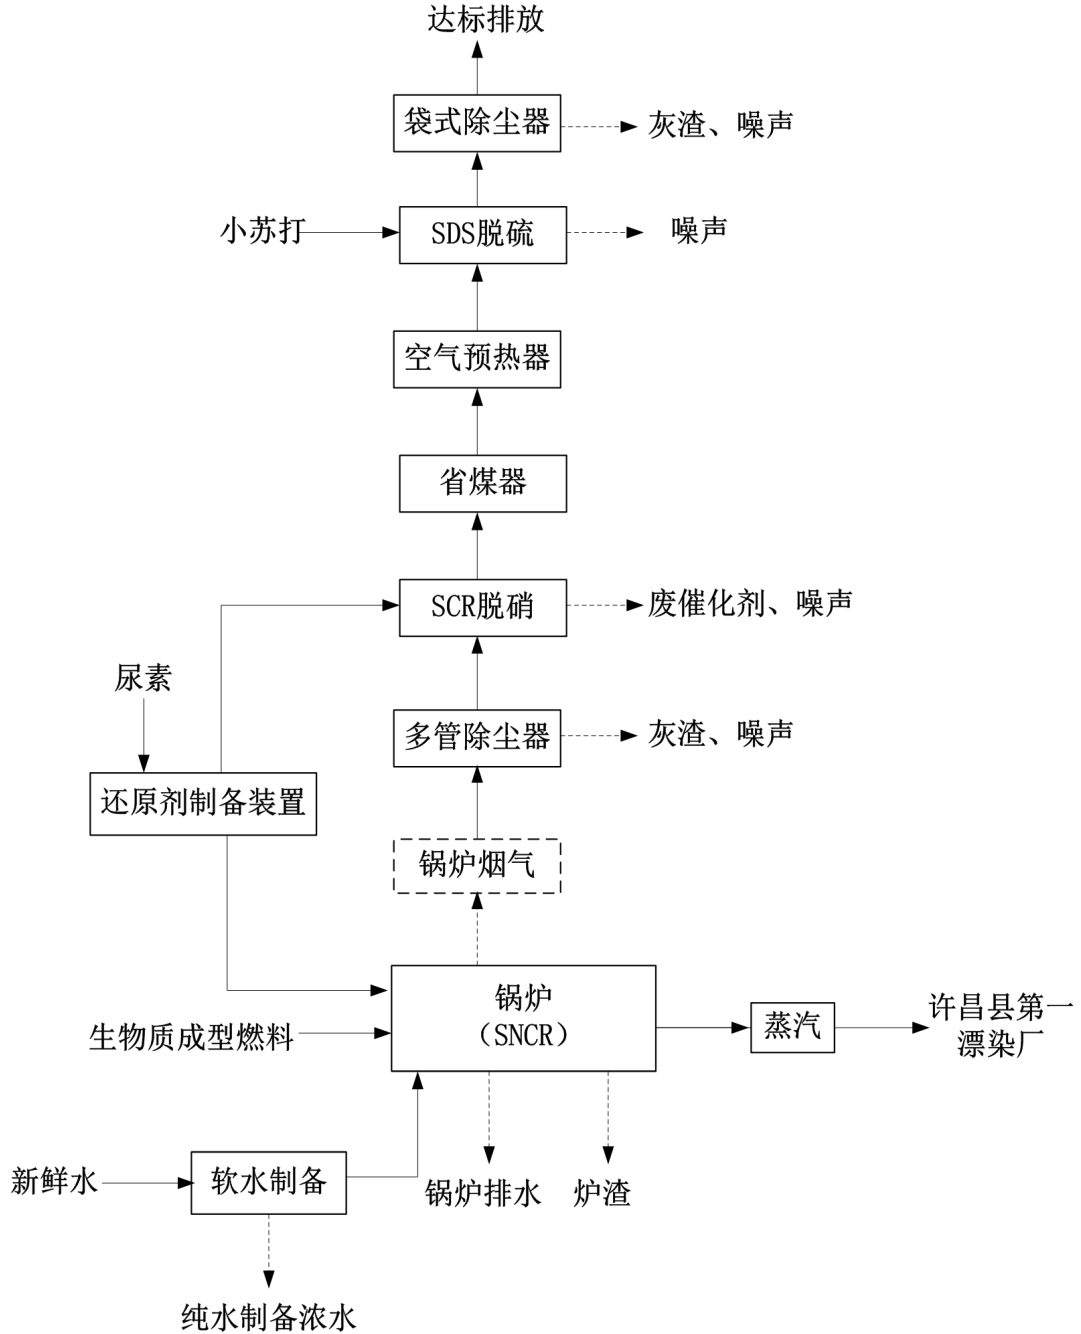 达标排放
袋式除尘器
灰渣、噪声
小苏打
SDS脱硫
噪声
空气预热器
省煤器
SCR脱硝
废催化剂、噪声
尿素
多管除尘器
灰渣、噪声
还原剂制备装置
锅炉烟气
锅炉
（SNCR）
生物质成型燃料
蒸汽
许昌县第一
漂染厂
新鲜水
软水制备
锅炉排水
炉渣
纯水制备浓水